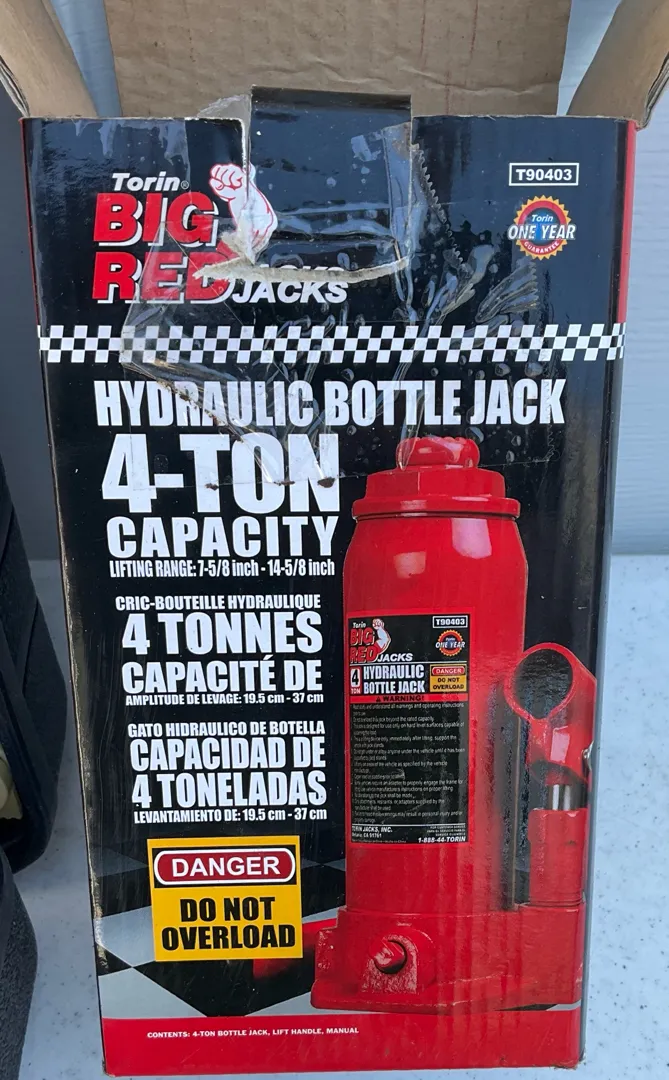 Torin®
BIG
RED
JACKS
T90403
Torin
ONE YEAR
GUARANTEE
HYDRAULIC BOTTLE JACK
4-TON
CAPACITY
LIFTING RANGE: 7-5/8 inch - 14-5/8 inch
CRIC-BOUTEILLE HYDRAULIQUE
4 TONNES
CAPACITÉ DE
AMPLITUDE DE LEVAGE: 19.5 cm - 37 cm
GATO HIDRAULICO DE BOTELLA
CAPACIDAD DE
4 TONELADAS
LEVANTAMIENTO DE: 19.5 cm - 37 cm
DANGER
DO NOT
OVERLOAD
Torin
BIG
RED
JACKS
T90403
ONE YEAR
4
TON
HYDRAULIC
BOTTLE JACK
DANGER
DO NOT
OVERLOAD
WARNING!
TORIN JACKS, INC.
1-888-44-TORIN
CONTENTS: 4-TON BOTTLE JACK, LIFT HANDLE, MANUAL